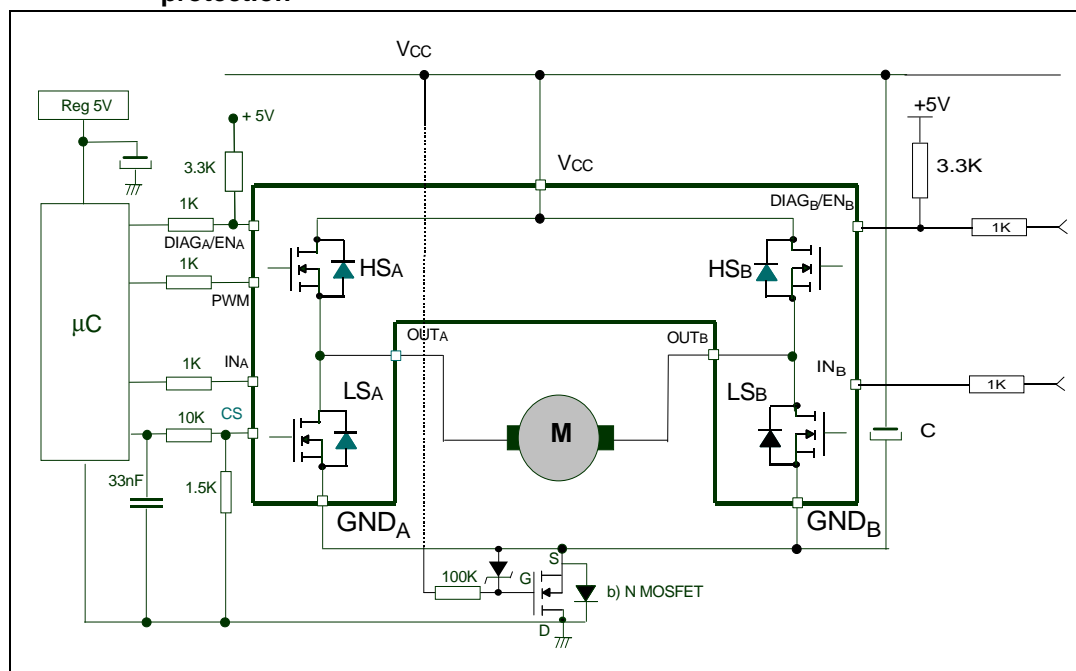 protection
VCC
Reg 5V
+ 5V
+5V
3.3K
3.3K
VCC
1K
DIAGA/ENA
DIAGB/ENB
1K
HSA
HSB
1K
PWM
µC
OUTA
OUTB
1K
INA
INB
LSA
LSB
1K
10K
CS
M
C
33nF
1.5K
GNDA
GNDB
S
100K
G
b) N MOSFET
D